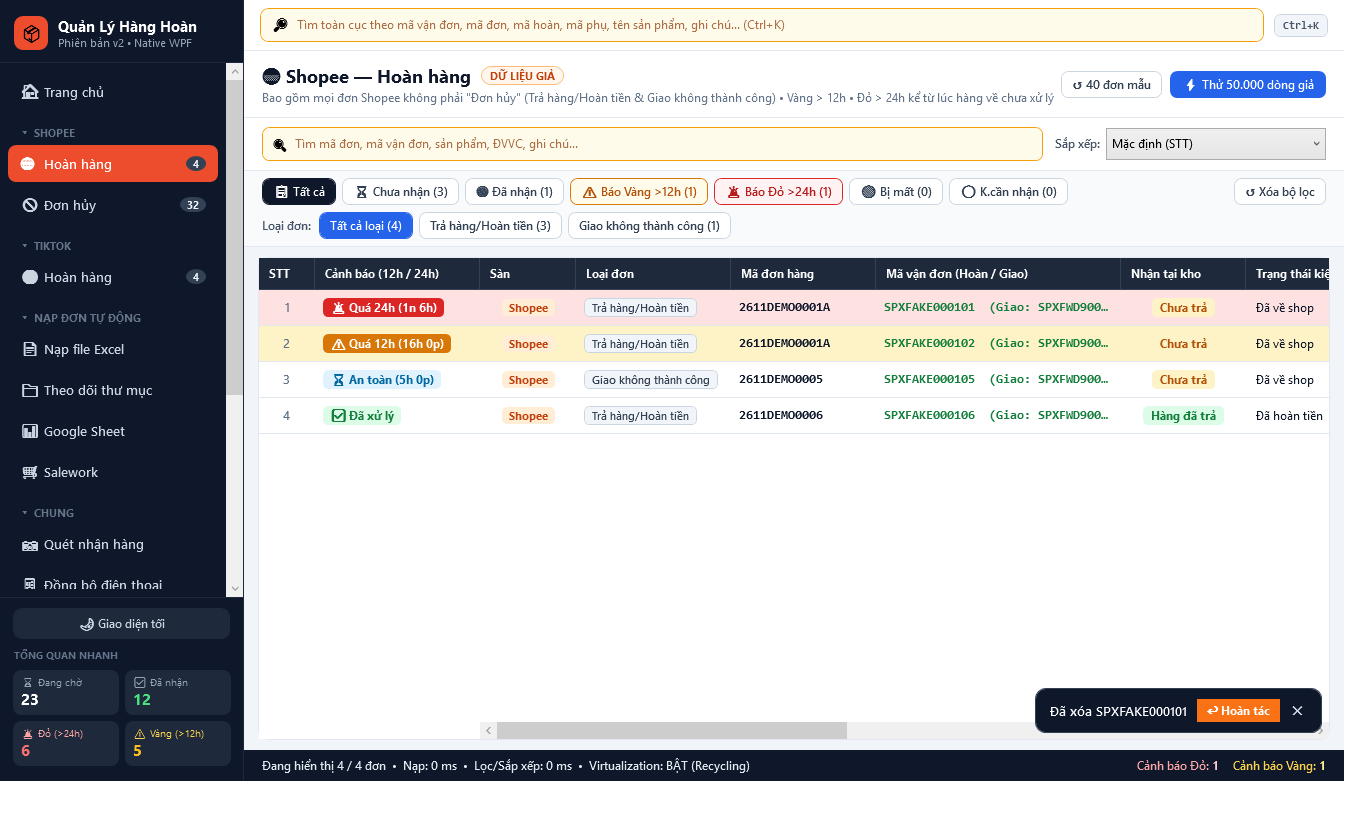 Quản Lý Hàng Hoàn
Phiên bản v2 • Native WPF
Trang chủ
SHOPEE
Hoàn hàng 4
Đơn hủy 32
TIKTOK
Hoàn hàng 4
NẠP ĐƠN TỰ ĐỘNG
Nạp file Excel
Theo dõi thư mục
Google Sheet
Salework
CHUNG
Quét nhận hàng
Đồng bộ điện thoại
Giao diện tối
TỔNG QUAN NHANH
Đang chờ
23
Đã nhận
12
Đỏ (>24h)
6
Vàng (>12h)
5
Tìm toàn cục theo mã vận đơn, mã đơn, mã hoàn, mã phụ, tên sản phẩm, ghi chú... (Ctrl+K)
Ctrl+K
Shopee — Hoàn hàng
DỮ LIỆU GIẢ
Bao gồm mọi đơn Shopee không phải "Đơn hủy" (Trả hàng/Hoàn tiền & Giao không thành công) • Vàng > 12h • Đỏ > 24h kể từ lúc hàng về chưa xử lý
↺ 40 đơn mẫu
Thử 50.000 dòng giả
Tìm mã đơn, mã vận đơn, sản phẩm, ĐVVC, ghi chú...
Sắp xếp: Mặc định (STT)
Tất cả
Chưa nhận (3)
Đã nhận (1)
Báo Vàng >12h (1)
Báo Đỏ >24h (1)
Bị mất (0)
K.cần nhận (0)
↺ Xóa bộ lọc
Loại đơn: Tất cả loại (4)
Trả hàng/Hoàn tiền (3)
Giao không thành công (1)
STT Cảnh báo (12h / 24h) Sàn Loại đơn Mã đơn hàng Mã vận đơn (Hoàn / Giao) Nhận tại kho Trạng thái kiệ
1 Quá 24h (1n 6h) Shopee Trả hàng/Hoàn tiền 2611DEMO0001A SPXFAKE000101 (Giao: SPXFWD900… Chưa trả Đã về shop
2 Quá 12h (16h 0p) Shopee Trả hàng/Hoàn tiền 2611DEMO0001A SPXFAKE000102 (Giao: SPXFWD900… Chưa trả Đã về shop
3 An toàn (5h 0p) Shopee Giao không thành công 2611DEMO0005 SPXFAKE000105 (Giao: SPXFWD900… Chưa trả Đã về shop
4 Đã xử lý Shopee Trả hàng/Hoàn tiền 2611DEMO0006 SPXFAKE000106 (Giao: SPXFWD900… Hàng đã trả Đã hoàn tiền
Đã xóa SPXFAKE000101
↩ Hoàn tác
Đang hiển thị 4 / 4 đơn • Nạp: 0 ms • Lọc/Sắp xếp: 0 ms • Virtualization: BẬT (Recycling)
Cảnh báo Đỏ: 1 Cảnh báo Vàng: 1